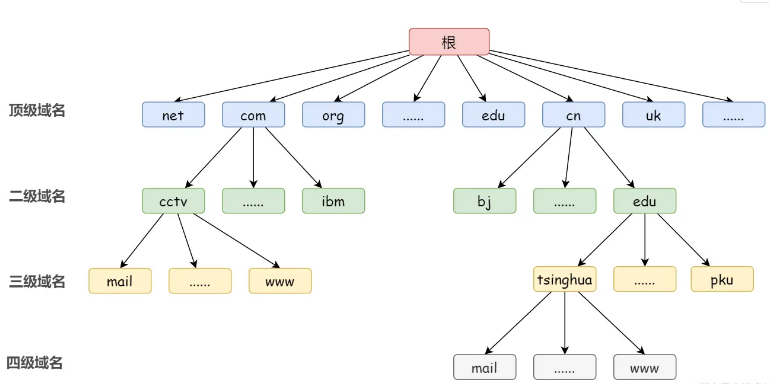 根
顶级域名 net com org ...... edu cn uk ......
二级域名 cctv ...... ibm bj ...... edu
三级域名 mail ...... www tsinghua ...... pku
四级域名 mail ...... www